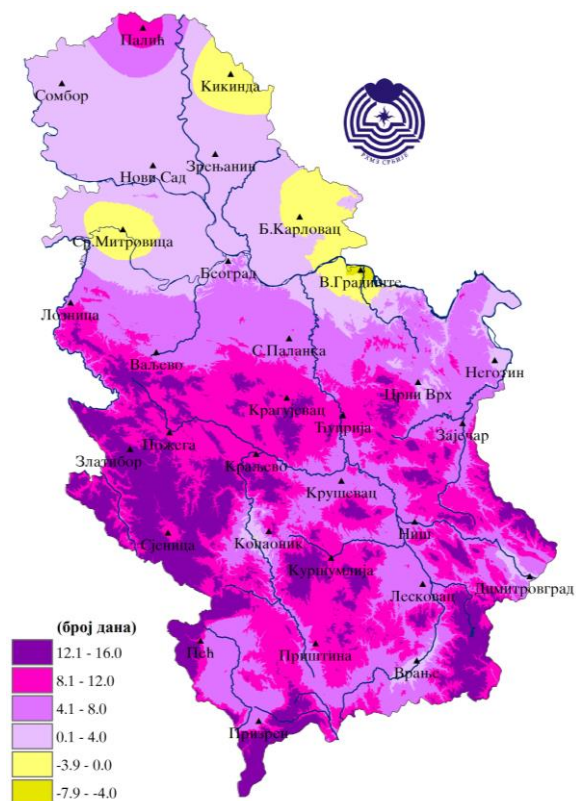 Палић
Кикинда
Сомбор
РХМЗ СРБИЈЕ
Зрењанин
Нови Сад
Б.Карловац
Ср.Митровица
Београд
В.Градиште
Лозница
С.Паланка
Ваљево
Неготин
Црни Врх
Крагујевац
Ћуприја
Зајечар
Пожега
Златибор
Краљево
Крушевац
Ниш
Сјеница
Копаоник
Куршумлија
Димитровград
Лесковац
(број дана)
12.1 - 16.0
Пећ
Приштина
8.1 - 12.0
Врање
4.1 - 8.0
0.1 - 4.0
Призрен
-3.9 - 0.0
-7.9 - -4.0